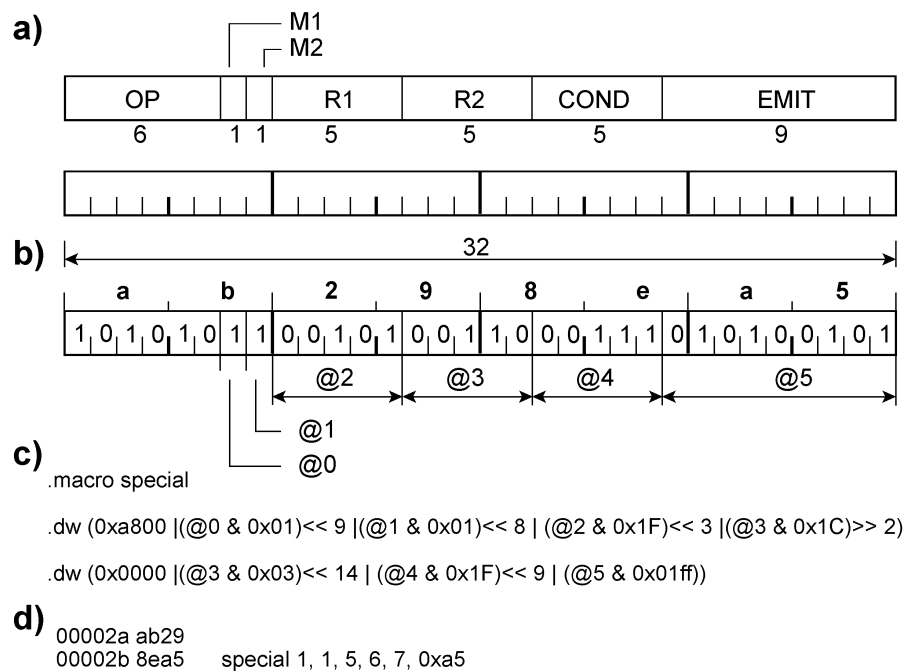 a)
M1
M2
OP R1 R2 COND EMIT
6 1 1 5 5 5 9
32
b)
a b 2 9 8 e a 5
1 0 1 0 1 0 1 1 0 0 1 0 1 0 0 1 1 0 0 0 1 1 1 0 1 0 1 0 0 1 0 1
@2 @3 @4 @5
@1
@0
c)
.macro special
.dw (0xa800 |(@0 & 0x01)<< 9 |(@1 & 0x01)<< 8 | (@2 & 0x1F)<< 3 |(@3 & 0x1C)>> 2)
.dw (0x0000 |(@3 & 0x03)<< 14 | (@4 & 0x1F)<< 9 | (@5 & 0x01ff))
d)
00002a ab29
00002b 8ea5 special 1, 1, 5, 6, 7, 0xa5